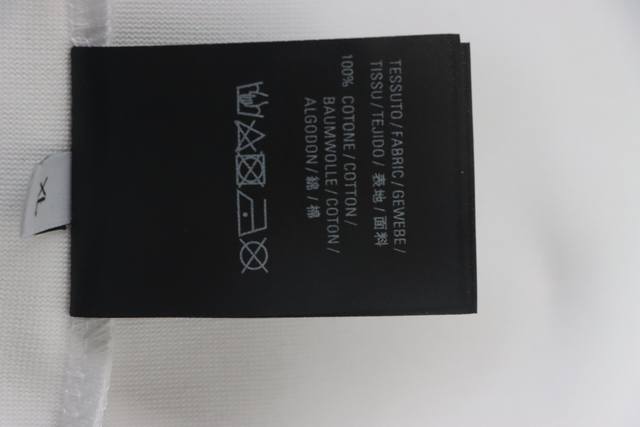 TESSUTO / FABRIC / GEWEBE /
TISSU / TEJIDO / 表地 / 面料
100% COTONE / COTTON /
BAUMWOLLE / COTON /
ALGODON / 綿 / 棉
XL